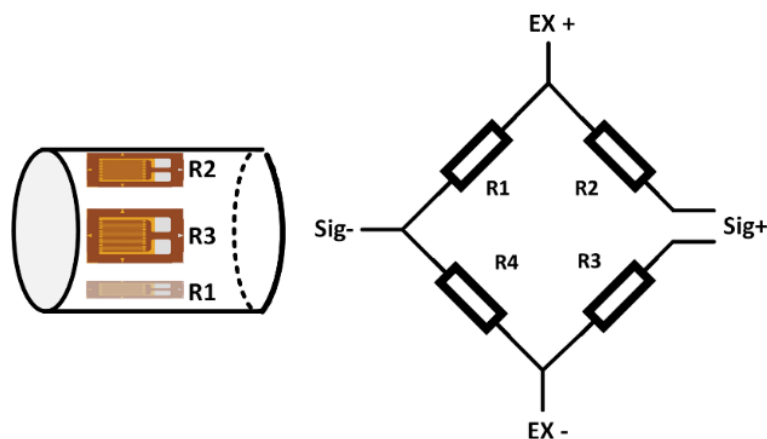 R2
R3
R1
EX +
R1
R2
Sig-
Sig+
R4
R3
EX -